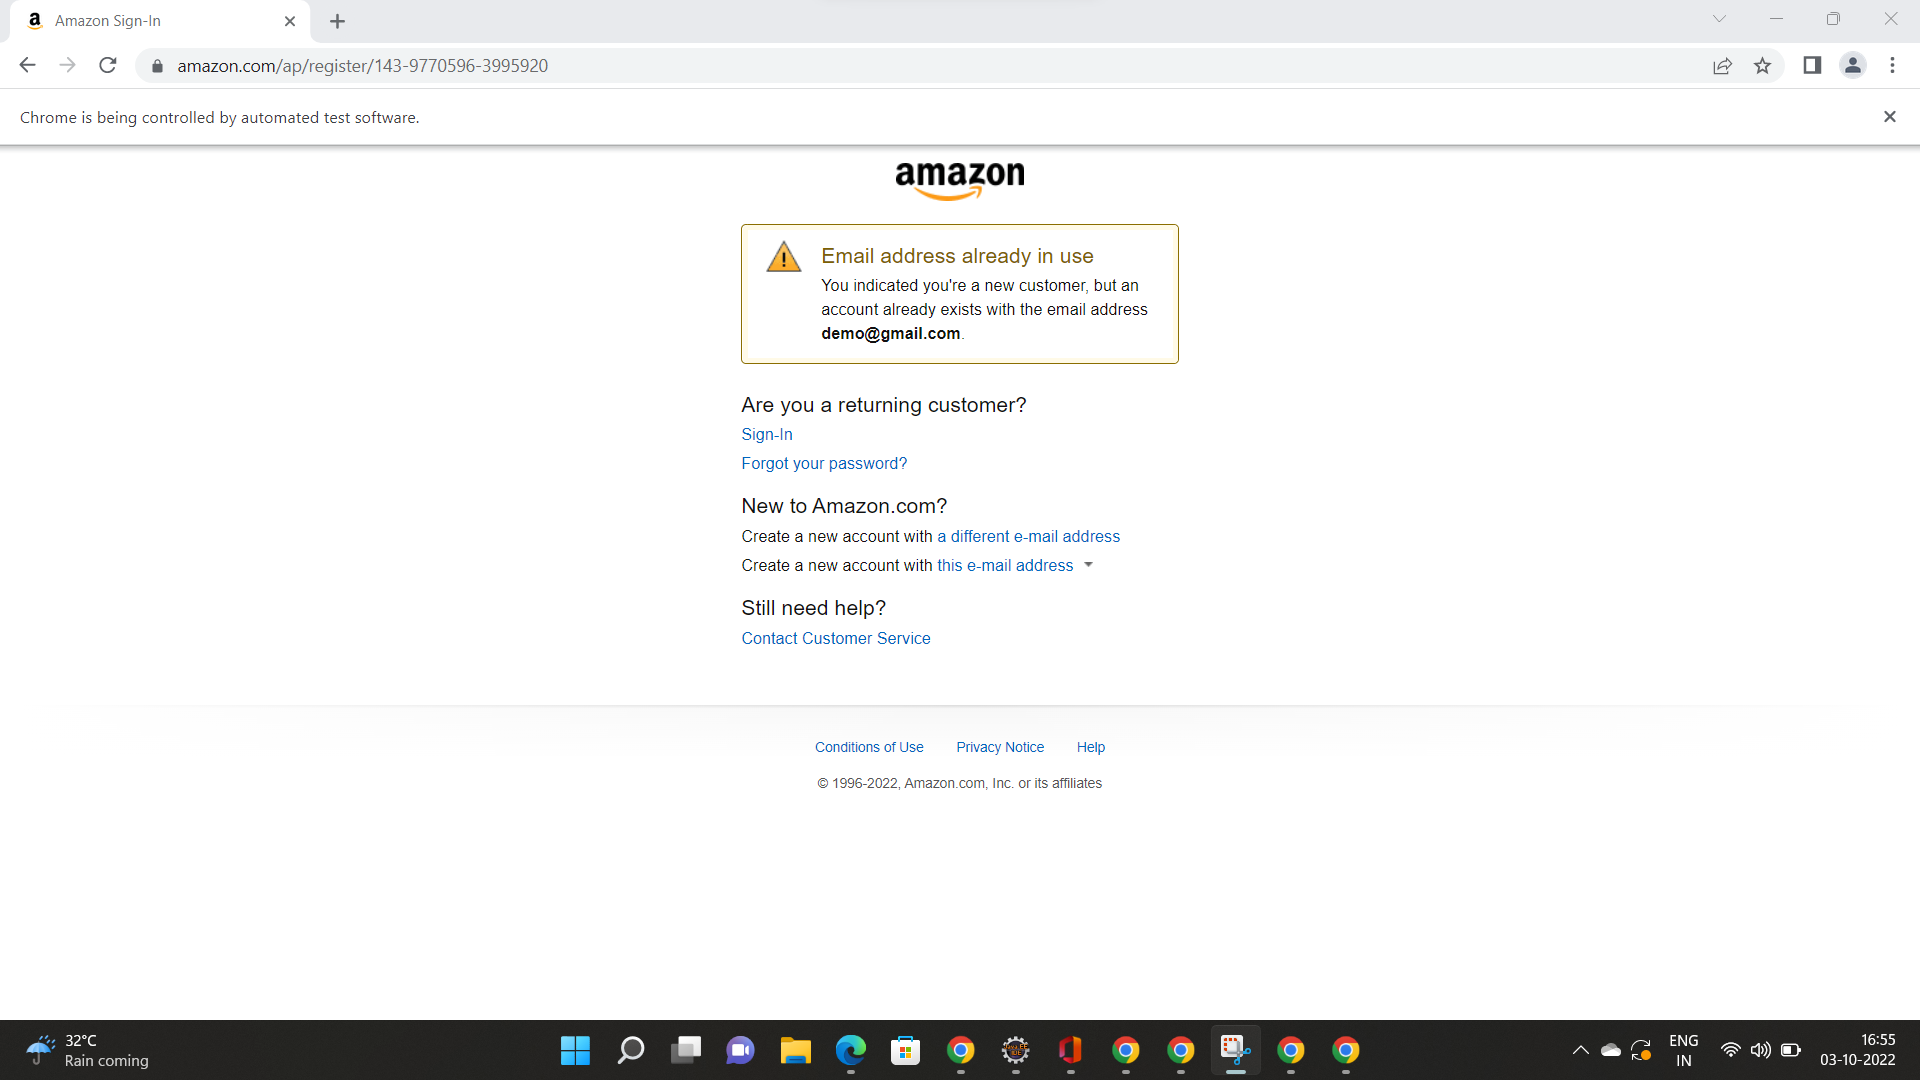 Amazon Sign-In
amazon.com/ap/register/143-9770596-3995920
Chrome is being controlled by automated test software.
amazon
Email address already in use
You indicated you're a new customer, but an
account already exists with the email address
demo@gmail.com.
Are you a returning customer?
Sign-In
Forgot your password?
New to Amazon.com?
Create a new account with a different e-mail address
Create a new account with this e-mail address
Still need help?
Contact Customer Service
Conditions of Use Privacy Notice Help
© 1996-2022, Amazon.com, Inc. or its affiliates
32°C
Rain coming
ENG
IN
16:55
03-10-2022